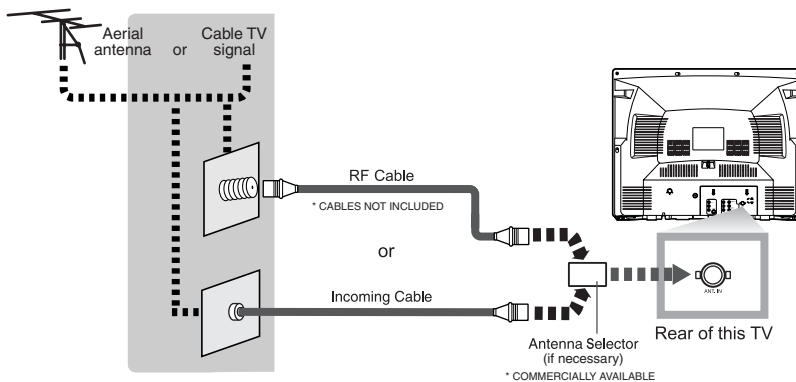 Aerial
antenna
or
Cable TV
signal
RF Cable
* CABLES NOT INCLUDED
or
Incoming Cable
Antenna Selector
(if necessary)
* COMMERCIALLY AVAILABLE
ANT. IN
Rear of this TV